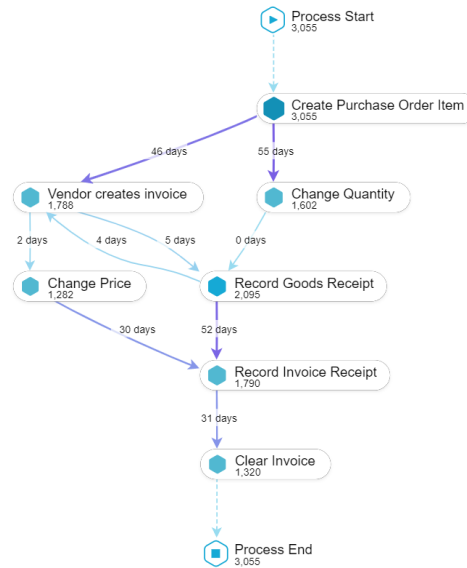 Process Start
3,055
Create Purchase Order Item
3,055
46 days
55 days
Vendor creates invoice
1,788
Change Quantity
1,602
2 days
4 days
5 days
0 days
Change Price
1,282
Record Goods Receipt
2,095
30 days
52 days
Record Invoice Receipt
1,790
31 days
Clear Invoice
1,320
Process End
3,055